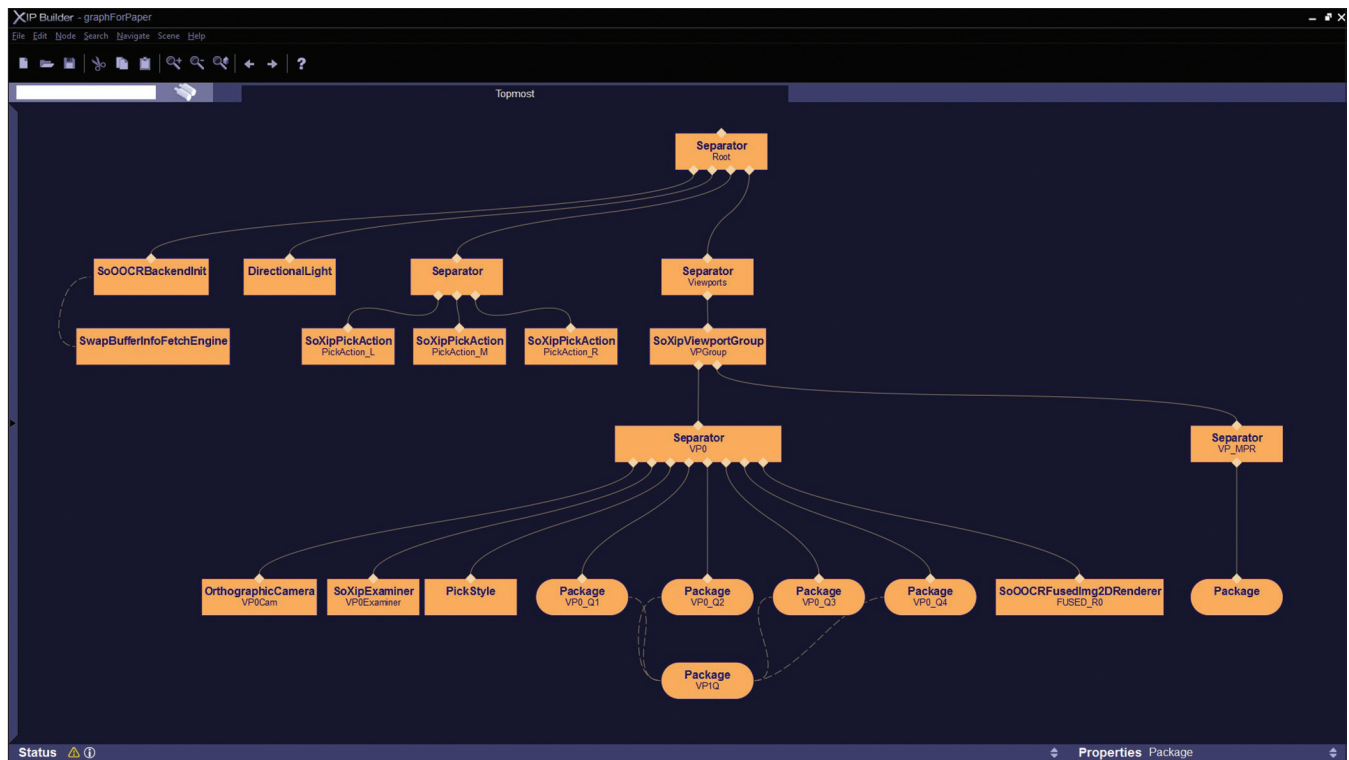 XIP Builder - graphForPaper
File Edit Node Search Navigate Scene Help
?
Topmost
Separator
Root
SoOOCRBackendInit
DirectionalLight
Separator
Separator
Viewports
SwapBufferInfoFetchEngine
SoXipPickAction
PickAction_L
SoXipPickAction
PickAction_M
SoXipPickAction
PickAction_R
SoXipViewportGroup
VPGroup
Separator
VP0
Separator
VP_MPR
OrthographicCamera
VP0Cam
SoXipExaminer
VP0Examiner
PickStyle
Package
VP0_Q1
Package
VP0_Q2
Package
VP0_Q3
Package
VP0_Q4
SoOOCRFusedImg2DRenderer
FUSED_R0
Package
Package
VP1Q
Status
Properties Package